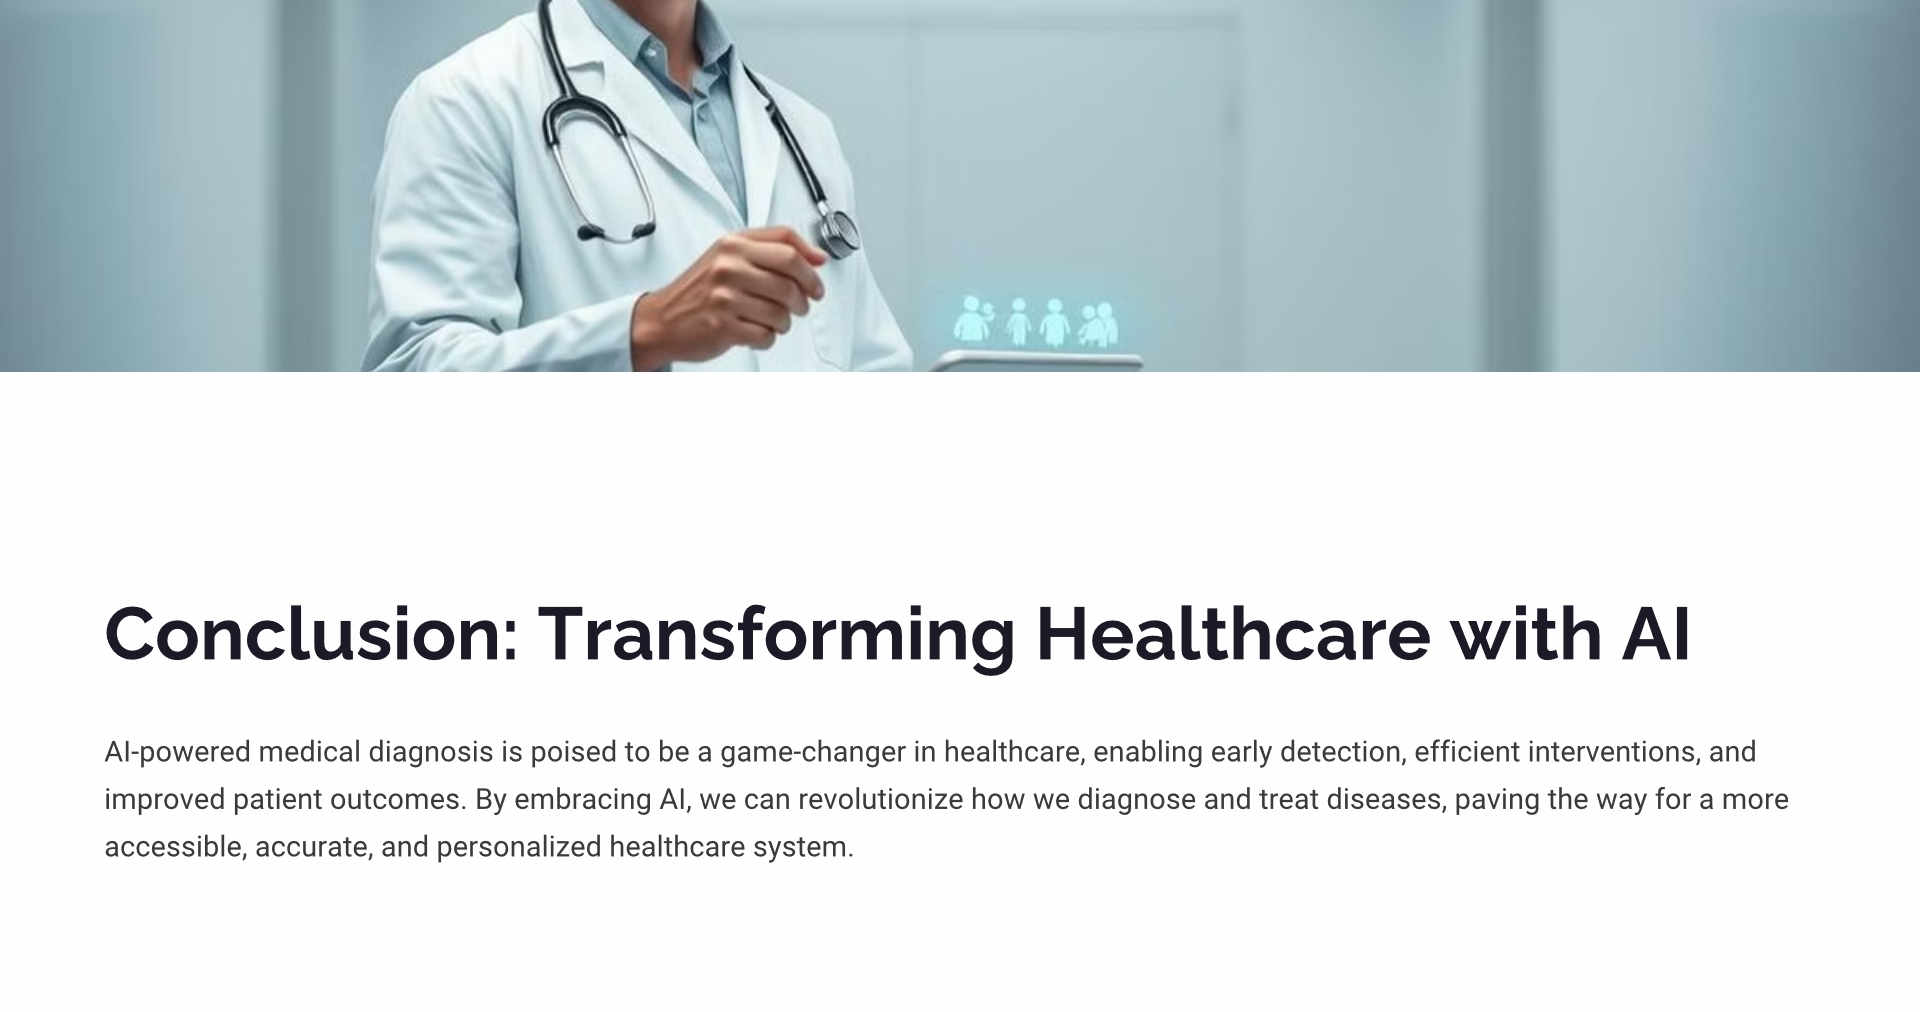 Conclusion: Transforming Healthcare with AI
AI-powered medical diagnosis is poised to be a game-changer in healthcare, enabling early detection, efficient interventions, and
improved patient outcomes. By embracing AI, we can revolutionize how we diagnose and treat diseases, paving the way for a more
accessible, accurate, and personalized healthcare system.